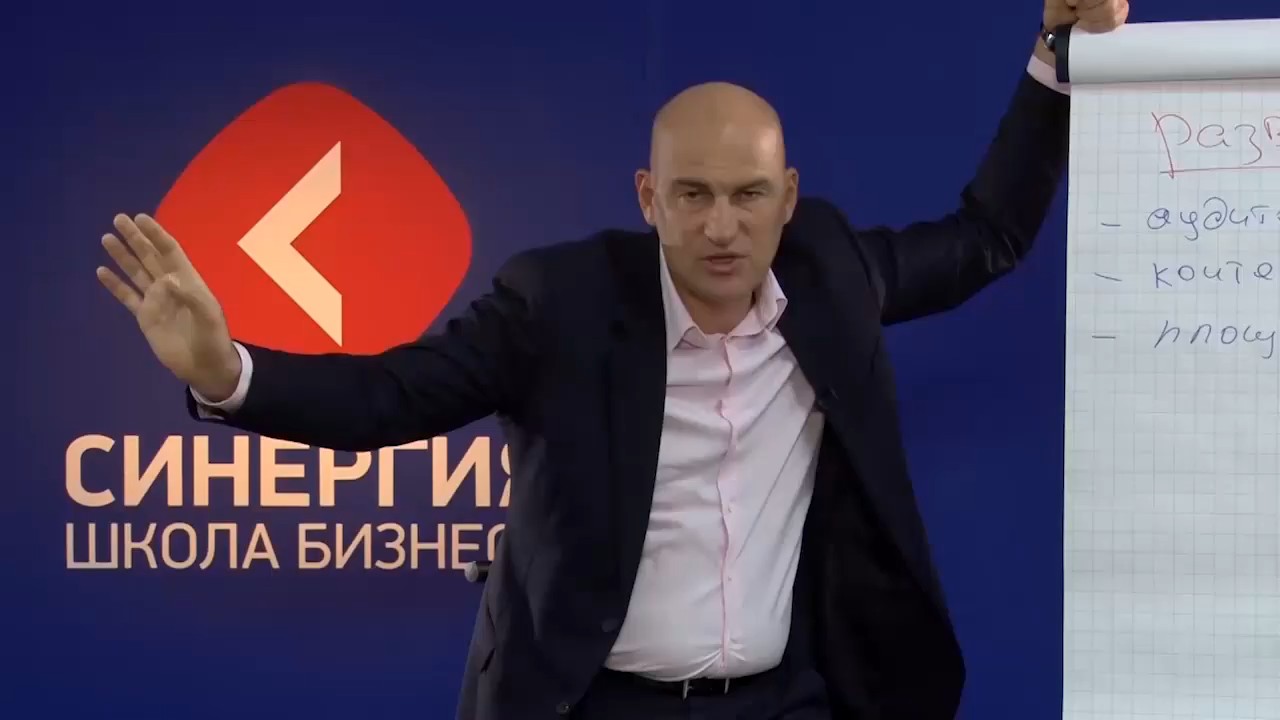 СИНЕРГИЯ
ШКОЛА БИЗНЕС
разв
- аудит
- конте
- площ